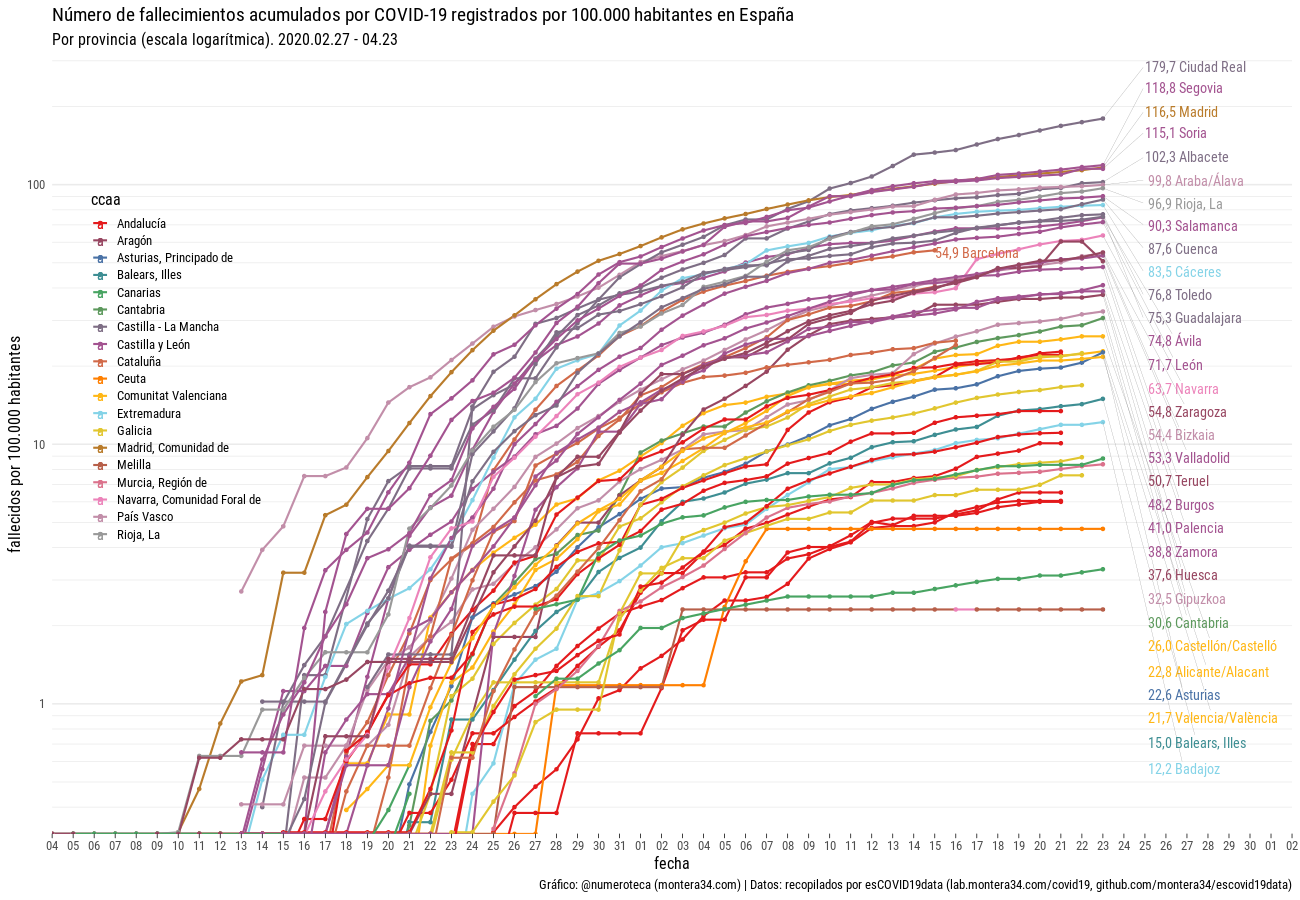 Número de fallecimientos acumulados por COVID-19 registrados por 100.000 habitantes en España
Por provincia (escala logarítmica). 2020.02.27 - 04.23
fallecidos por 100.000 habitantes
100
10
1
ccaa
Andalucía
Aragón
Asturias, Principado de
Balears, Illes
Canarias
Cantabria
Castilla - La Mancha
Castilla y León
Cataluña
Ceuta
Comunitat Valenciana
Extremadura
Galicia
Madrid, Comunidad de
Melilla
Murcia, Región de
Navarra, Comunidad Foral de
País Vasco
Rioja, La
54,9 Barcelona
179,7 Ciudad Real
118,8 Segovia
116,5 Madrid
115,1 Soria
102,3 Albacete
99,8 Araba/Álava
96,9 Rioja, La
90,3 Salamanca
87,6 Cuenca
83,5 Cáceres
76,8 Toledo
75,3 Guadalajara
74,8 Ávila
71,7 León
63,7 Navarra
54,8 Zaragoza
54,4 Bizkaia
53,3 Valladolid
50,7 Teruel
48,2 Burgos
41,0 Palencia
38,8 Zamora
37,6 Huesca
32,5 Gipuzkoa
30,6 Cantabria
26,0 Castellón/Castelló
22,8 Alicante/Alacant
22,6 Asturias
21,7 Valencia/València
15,0 Balears, Illes
12,2 Badajoz
04 05 06 07 08 09 10 11 12 13 14 15 16 17 18 19 20 21 22 23 24 25 26 27 28 29 30 31 01 02 03 04 05 06 07 08 09 10 11 12 13 14 15 16 17 18 19 20 21 22 23 24 25 26 27 28 29 30 01 02
fecha
Gráfico: @numeroteca (montera34.com) | Datos: recopilados por esCOVID19data (lab.montera34.com/covid19, github.com/montera34/escovid19data)